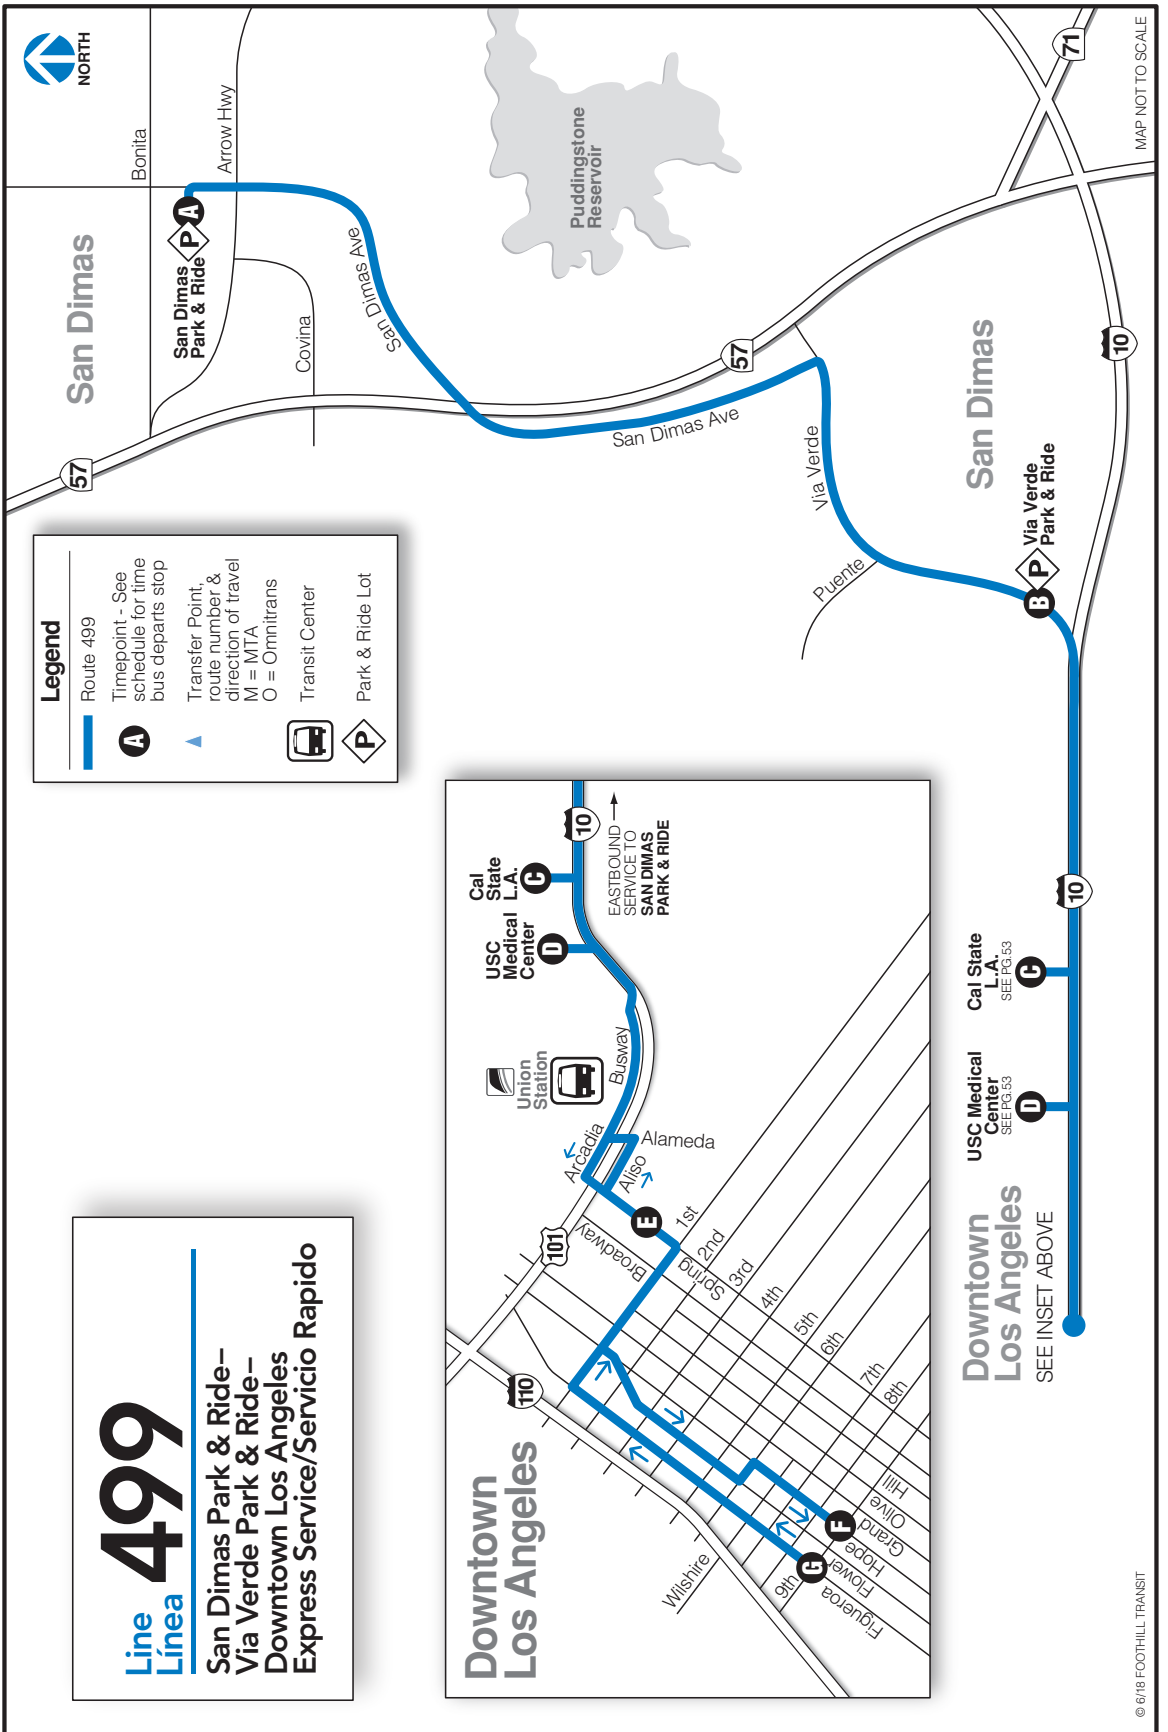 Line
Línea
499
San Dimas Park & Ride–
Via Verde Park & Ride–
Downtown Los Angeles
Express Service/Servicio Rapido
Legend
Route 499
A
Timepoint - See
schedule for time
bus departs stop
Transfer Point,
route number &
direction of travel
M = MTA
O = Omnitrans
Transit Center
P
Park & Ride Lot
NORTH
San Dimas
Bonita
Arrow Hwy
San Dimas
Park & Ride
P
A
Covina
57
San Dimas Ave
Puddingstone
Reservoir
San Dimas Ave
57
Via Verde
Puente
San Dimas
Via Verde
Park & Ride
P
B
71
10
10
Downtown
Los Angeles
110
101
Wilshire
Broadway
Spring
1st
2nd
3rd
4th
5th
6th
7th
8th
9th
Figueroa
Flower
Hope
Grand
Olive
Hill
G
F
E
Arcadia
Aliso
Alameda
Union
Station
Busway
USC
Medical
Center
D
Cal
State
L.A.
C
10
EASTBOUND
SERVICE TO
SAN DIMAS
PARK & RIDE
Downtown
Los Angeles
SEE INSET ABOVE
USC Medical
Center
SEE PG.53
D
Cal State
L.A.
SEE PG.53
C
© 6/18 FOOTHILL TRANSIT
MAP NOT TO SCALE